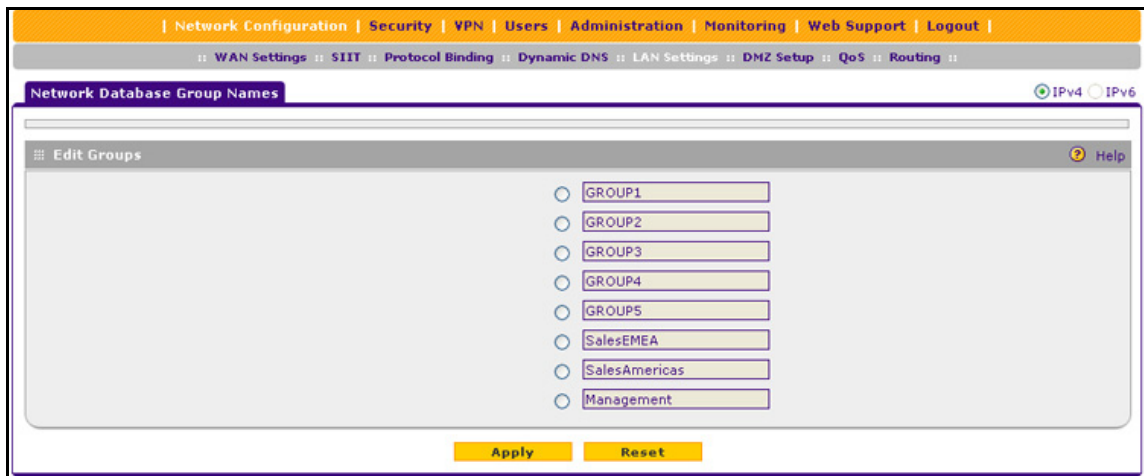 | Network Configuration | Security | VPN | Users | Administration | Monitoring | Web Support | Logout |
:: WAN Settings :: SIIT :: Protocol Binding :: Dynamic DNS :: LAN Settings :: DMZ Setup :: QoS :: Routing ::
Network Database Group Names IPv4 IPv6
Edit Groups Help
GROUP1
GROUP2
GROUP3
GROUP4
GROUP5
SalesEMEA
SalesAmericas
Management
Apply Reset